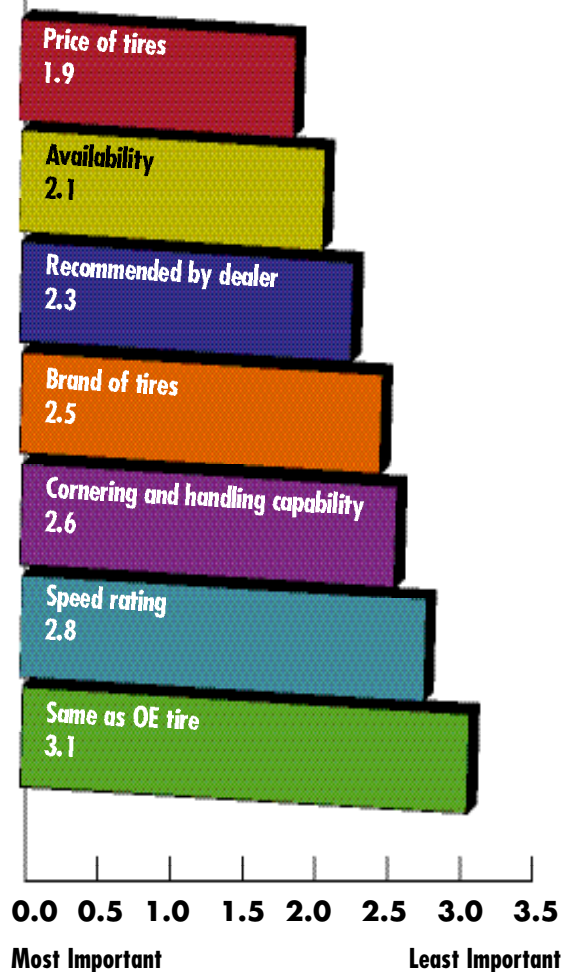 Price of tires
1.9
Availability
2.1
Recommended by dealer
2.3
Brand of tires
2.5
Cornering and handling capability
2.6
Speed rating
2.8
Same as OE tire
3.1
0.0 0.5 1.0 1.5 2.0 2.5 3.0 3.5
Most Important Least Important